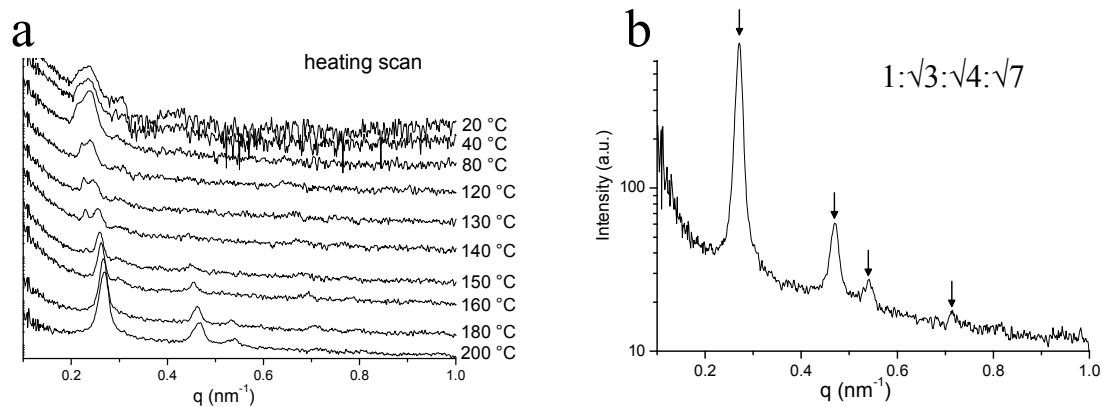 a
heating scan
20 °C
40 °C
80 °C
120 °C
130 °C
140 °C
150 °C
160 °C
180 °C
200 °C
0.2 0.4 0.6 0.8 1.0
q (nm⁻¹)
b
1:√3:√4:√7
Intensity (a.u.)
100
10
0.2 0.4 0.6 0.8 1.0
q (nm⁻¹)